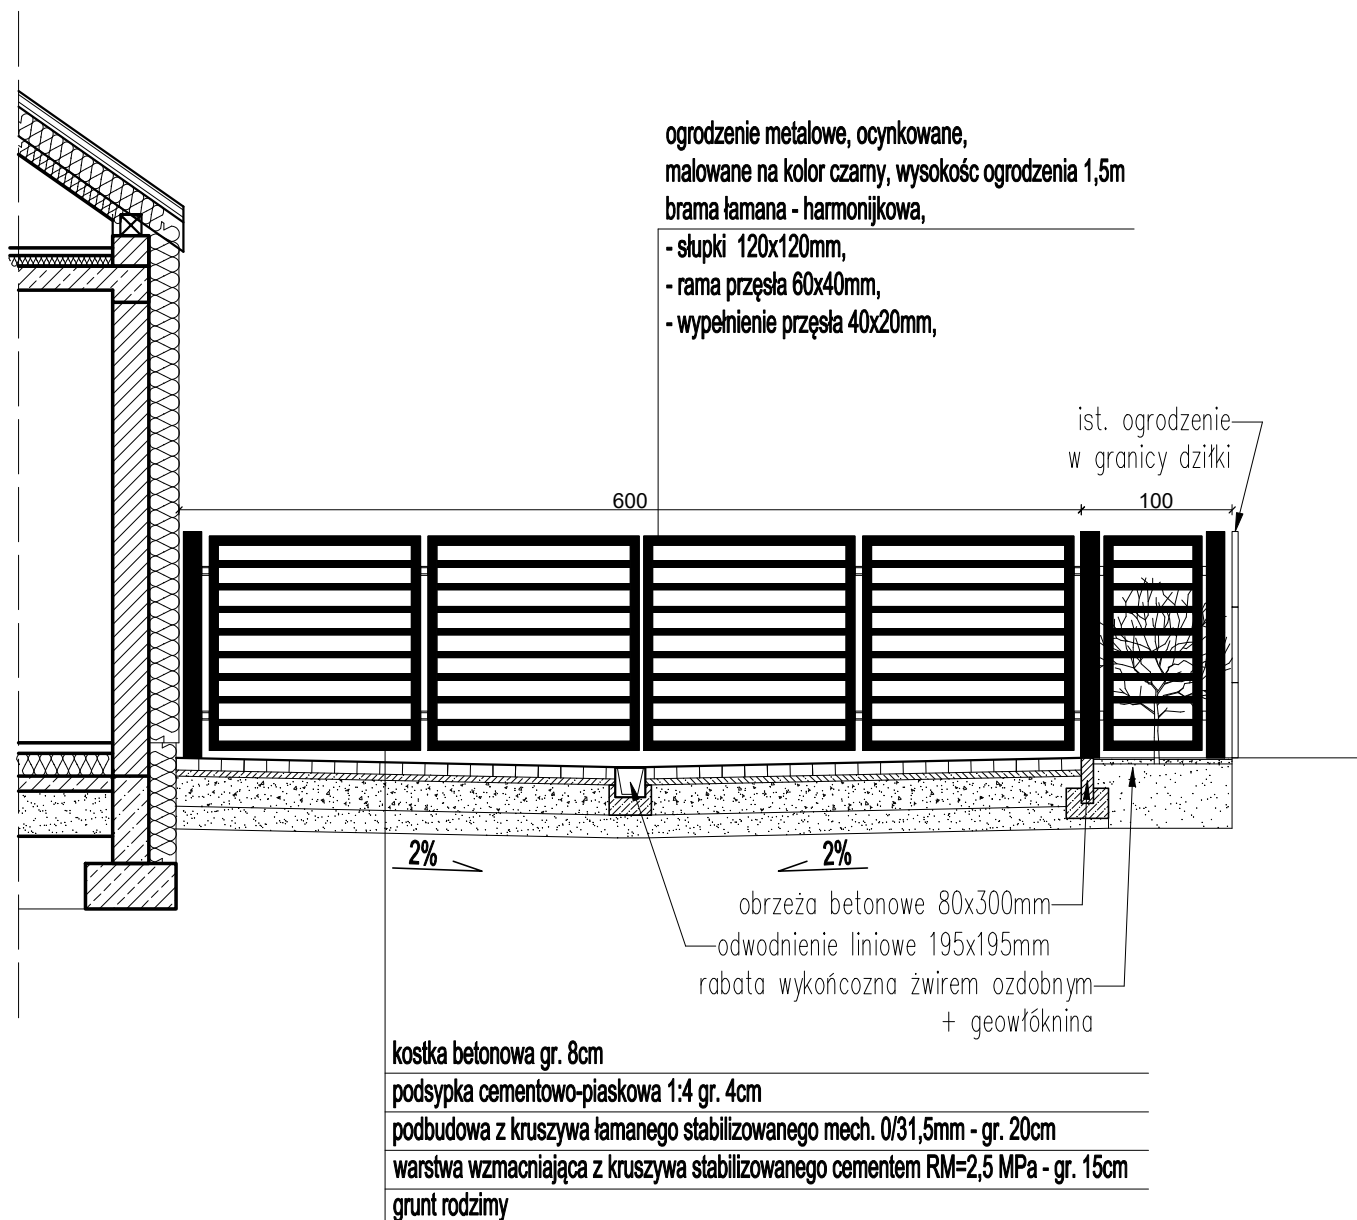 ogrodzenie metalowe, ocynkowane,
malowane na kolor czarny, wysokośc ogrodzenia 1,5m
brama łamana - harmonijkowa,
- słupki 120x120mm,
- rama przęsła 60x40mm,
- wypełnienie przęsła 40x20mm,
ist. ogrodzenie
w granicy dziłki
600
100
2%
2%
obrzeża betonowe 80x300mm
odwodnienie liniowe 195x195mm
rabata wykońcozna żwirem ozdobnym
+ geowłóknina
kostka betonowa gr. 8cm
podsypka cementowo-piaskowa 1:4 gr. 4cm
podbudowa z kruszywa łamanego stabilizowanego mech. 0/31,5mm - gr. 20cm
warstwa wzmacniająca z kruszywa stabilizowanego cementem RM=2,5 MPa - gr. 15cm
grunt rodzimy